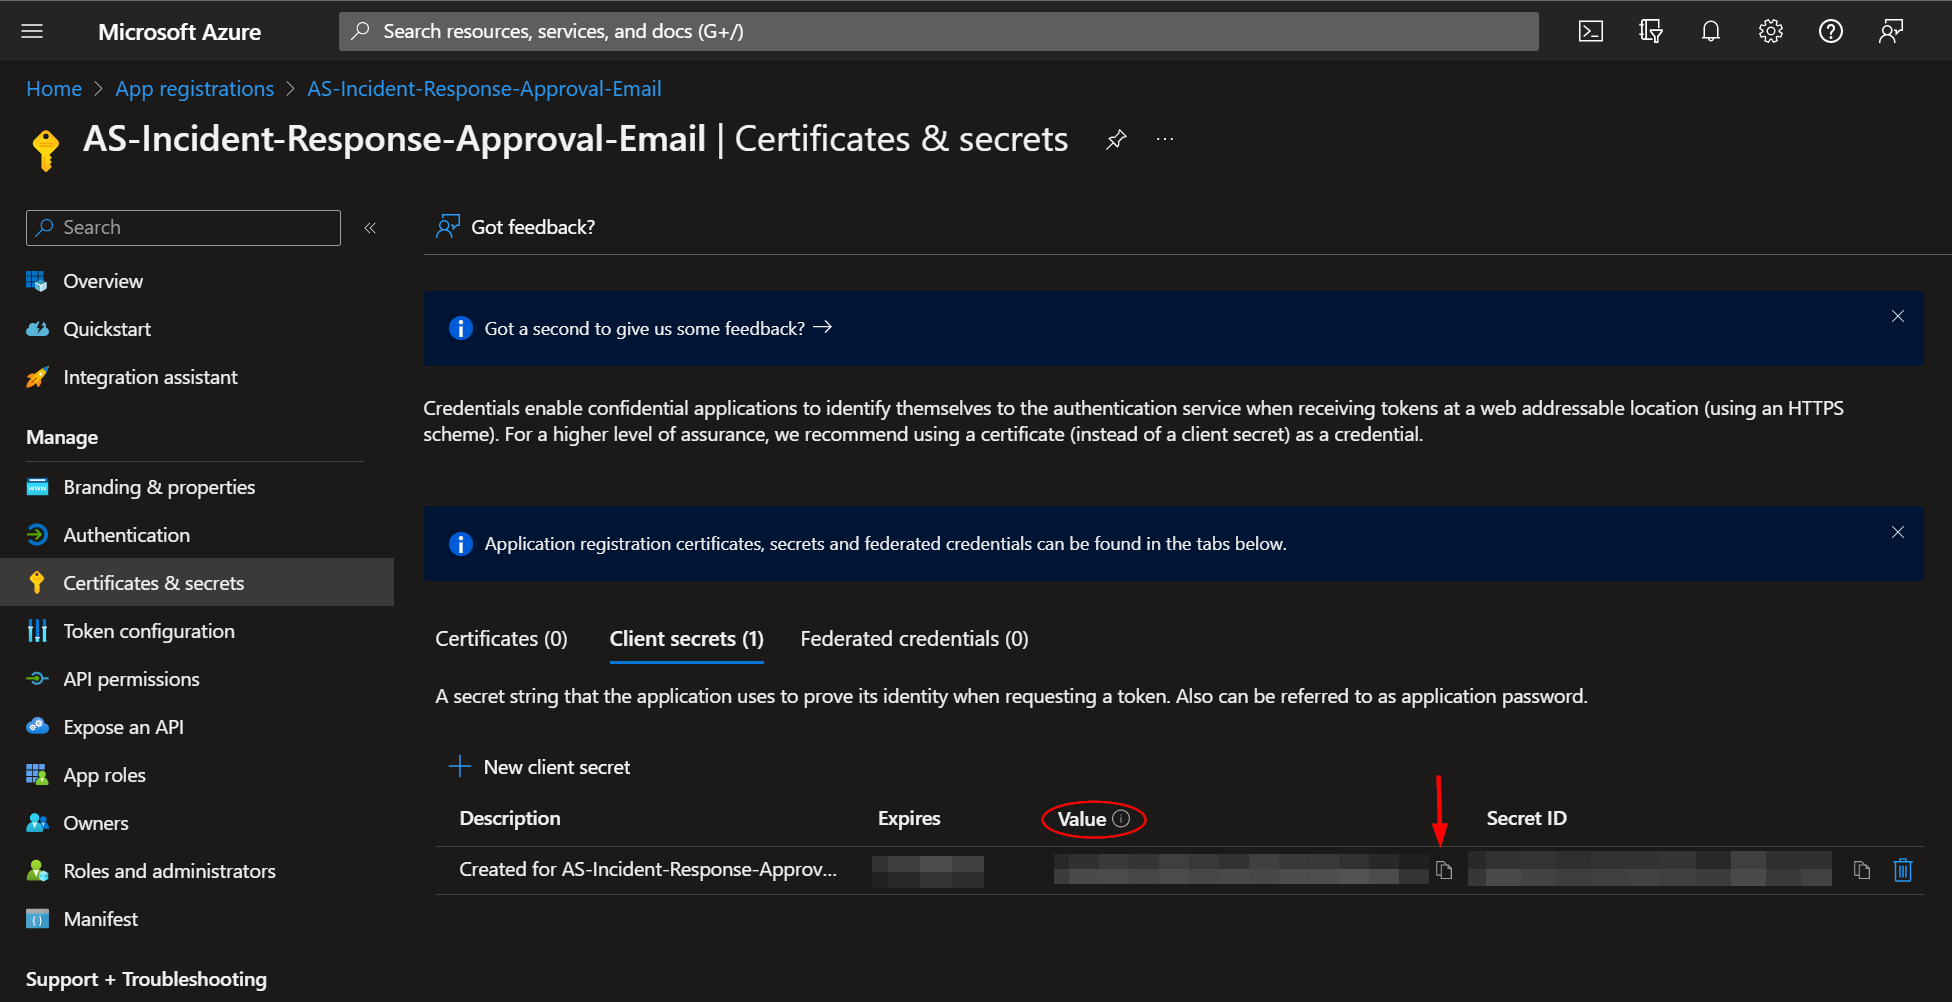 Microsoft Azure
Search resources, services, and docs (G+/)
Home > App registrations > AS-Incident-Response-Approval-Email
AS-Incident-Response-Approval-Email | Certificates & secrets
Search
Overview
Quickstart
Integration assistant
Manage
Branding & properties
Authentication
Certificates & secrets
Token configuration
API permissions
Expose an API
App roles
Owners
Roles and administrators
Manifest
Support + Troubleshooting
Got feedback?
Got a second to give us some feedback?
Credentials enable confidential applications to identify themselves to the authentication service when receiving tokens at a web addressable location (using an HTTPS
scheme). For a higher level of assurance, we recommend using a certificate (instead of a client secret) as a credential.
Application registration certificates, secrets and federated credentials can be found in the tabs below.
Certificates (0) Client secrets (1) Federated credentials (0)
A secret string that the application uses to prove its identity when requesting a token. Also can be referred to as application password.
New client secret
Description Expires Value Secret ID
Created for AS-Incident-Response-Approv...